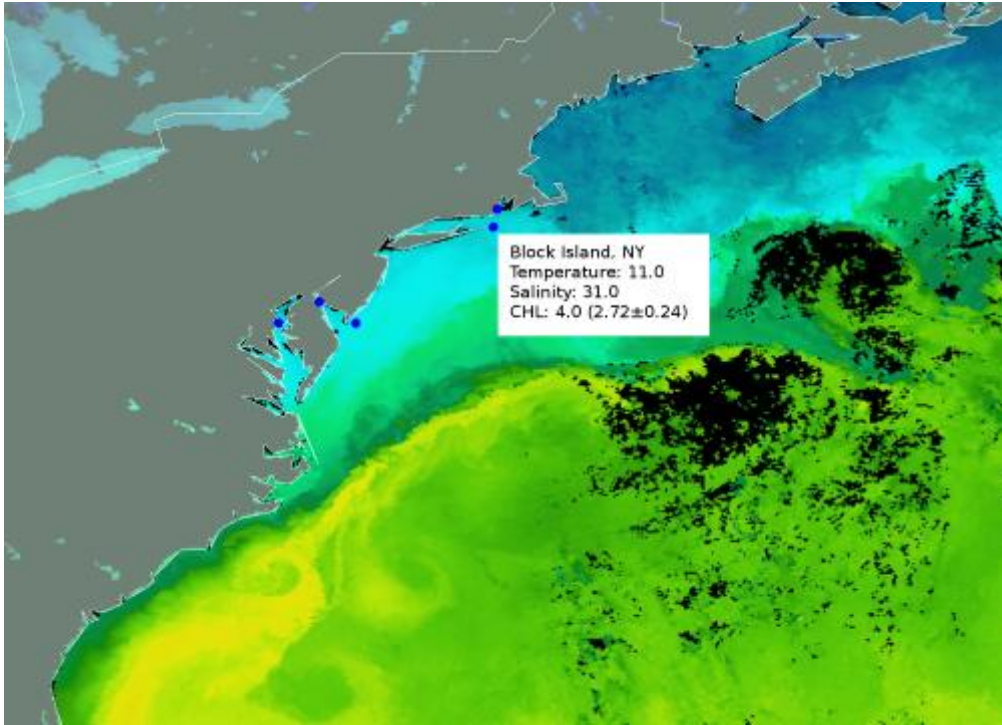 Block Island, NY
Temperature: 11.0
Salinity: 31.0
CHL: 4.0 (2.72±0.24)